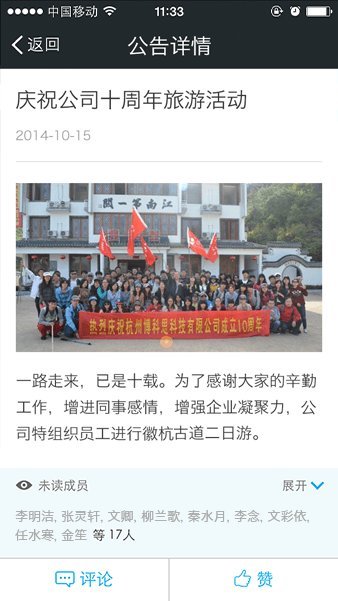 中国移动 11:33
返回 公告详情
庆祝公司十周年旅游活动
2014-10-15
江南第一関
热烈庆祝杭州博科思科技有限公司成立10周年
一路走来，已是十载。为了感谢大家的辛勤
工作，增进同事感情，增强企业凝聚力，公
司特组织员工进行徽杭古道二日游。
未读成员 展开
李明洁, 张灵轩, 文卿, 柳兰歌, 秦水月, 李念, 文彩依,
任水寒, 金笙 等 17人
评论 赞